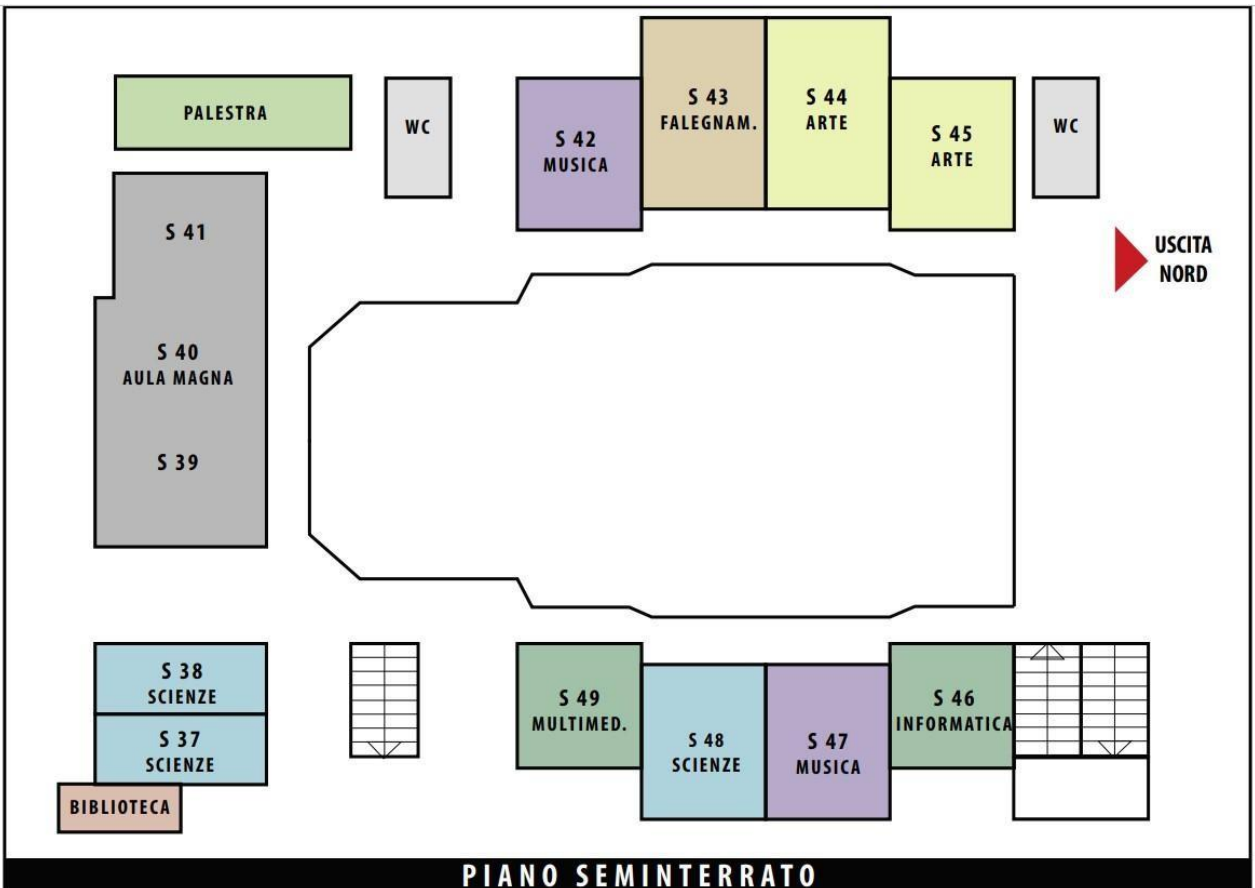 PALESTRA
WC
S 42
MUSICA
S 43
FALEGNAM.
S 44
ARTE
S 45
ARTE
WC
USCITA
NORD
S 41
S 40
AULA MAGNA
S 39
S 38
SCIENZE
S 37
SCIENZE
BIBLIOTECA
S 49
MULTIMED.
S 48
SCIENZE
S 47
MUSICA
S 46
INFORMATICA
PIANO SEMINTERRATO